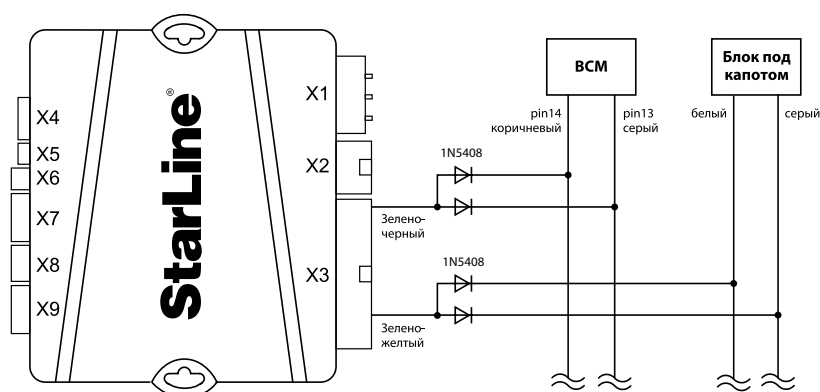 X4
X5
X6
X7
X8
X9
StarLine®
X1
X2
X3
BCM
Блок под
капотом
pin14
коричневый
pin13
серый
белый
серый
1N5408
Зелено-
черный
1N5408
Зелено-
желтый